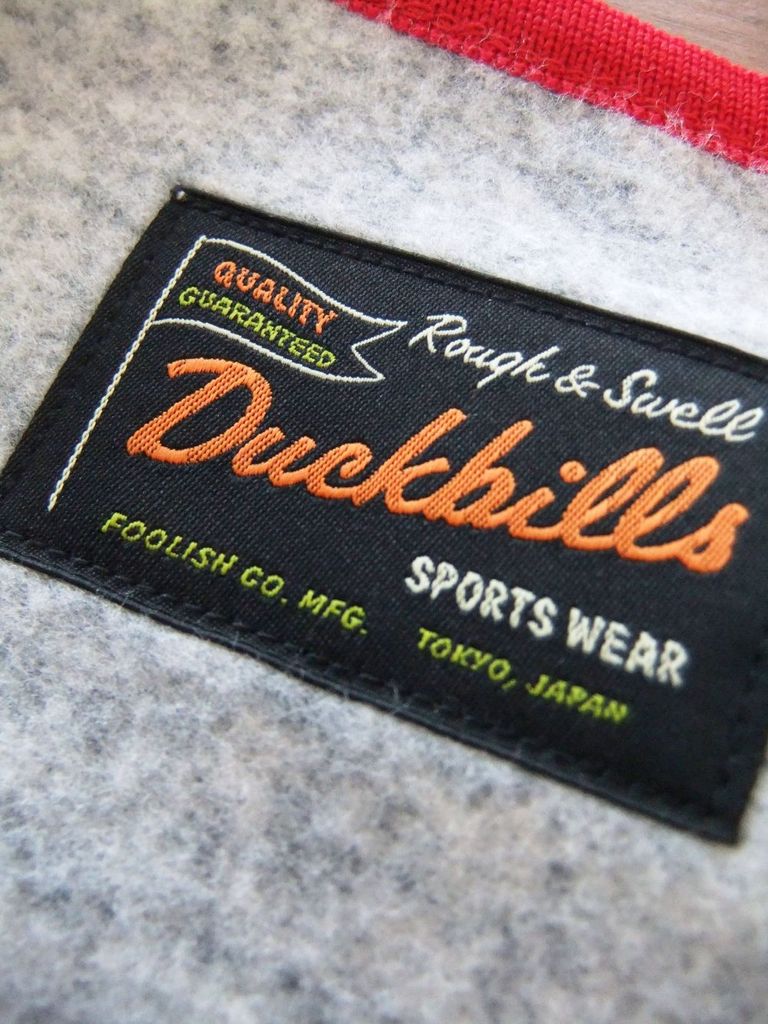 QUALITY
GUARANTEED
Rough & Swell
Duckbills
SPORTS WEAR
FOOLISH CO. MFG. TOKYO, JAPAN